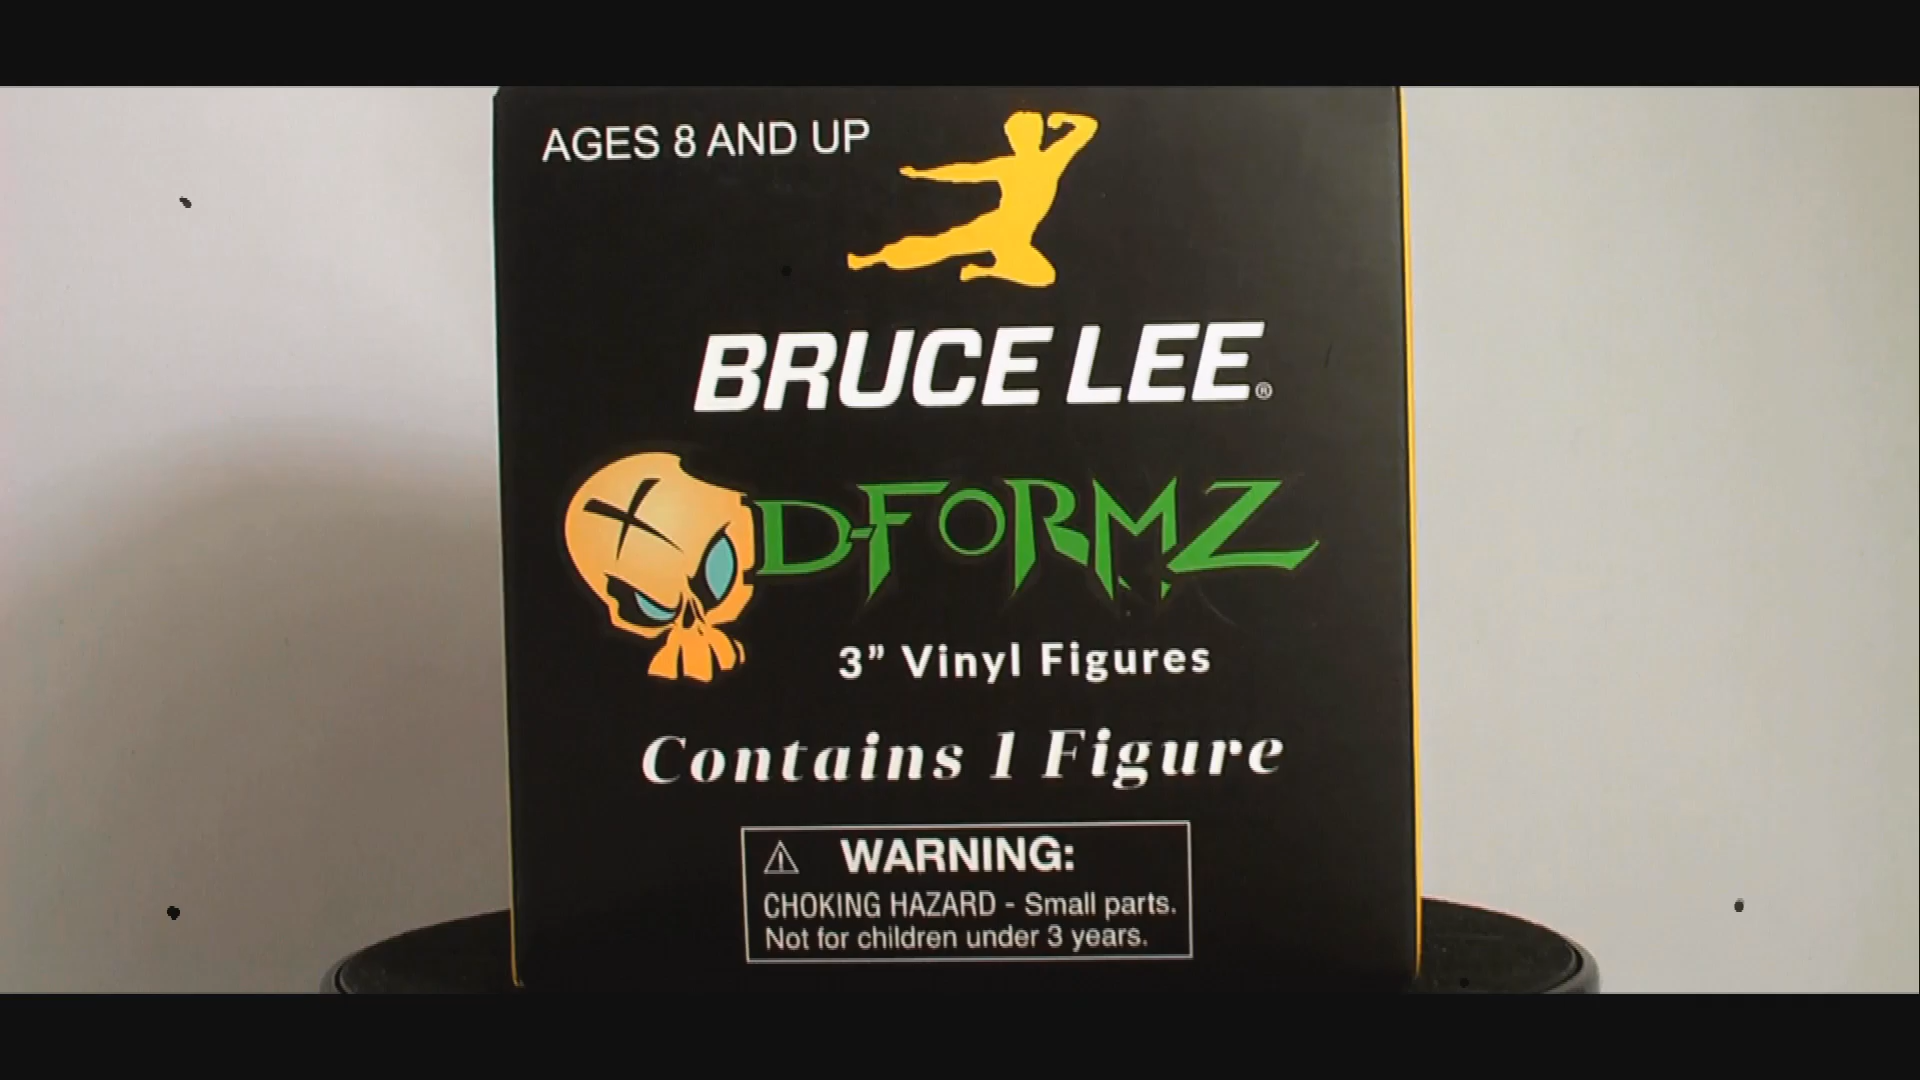 AGES 8 AND UP
BRUCE LEE®
D-FORMZ
3” Vinyl Figures
Contains 1 Figure
⚠ WARNING:
CHOKING HAZARD - Small parts.
Not for children under 3 years.